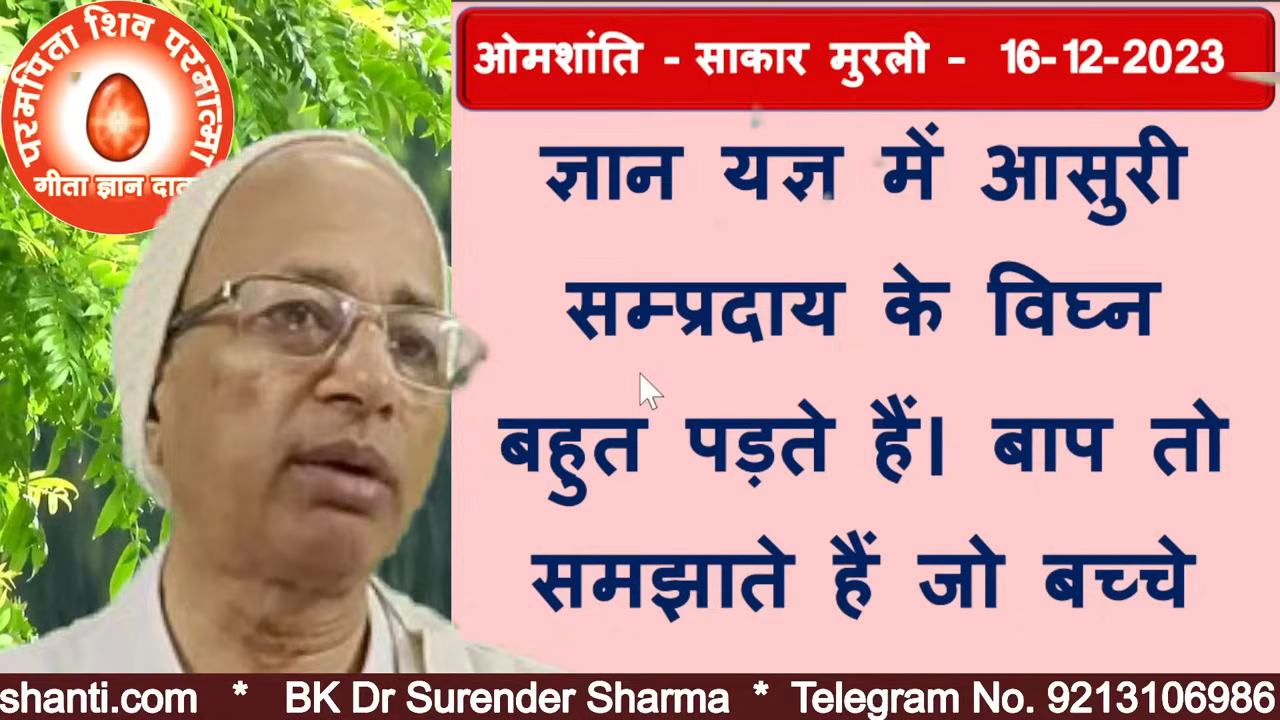 परमपिता शिव परमात्मा
गीता ज्ञान
ओमशांति - साकार मुरली - 16-12-2023
ज्ञान यज्ञ में आसुरी
सम्प्रदाय के विघ्न
बहुत पड़ते हैं। बाप तो
समझाते हैं जो बच्चे
shanti.com * BK Dr Surender Sharma * Telegram No. 9213106986